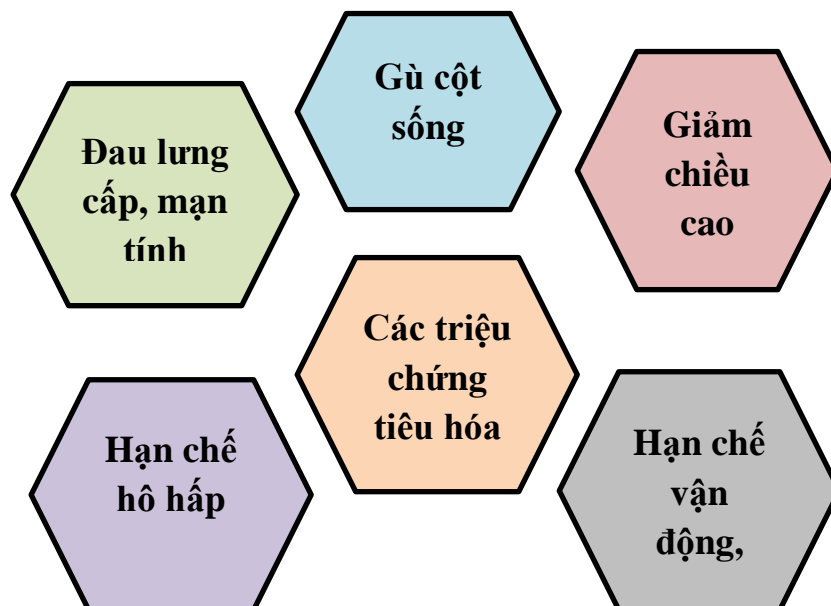 Gù cột
sống
Đau lưng
cấp, mạn
tính
Giảm
chiều
cao
Các triệu
chứng
tiêu hóa
Hạn chế
hô hấp
Hạn chế
vận
động,